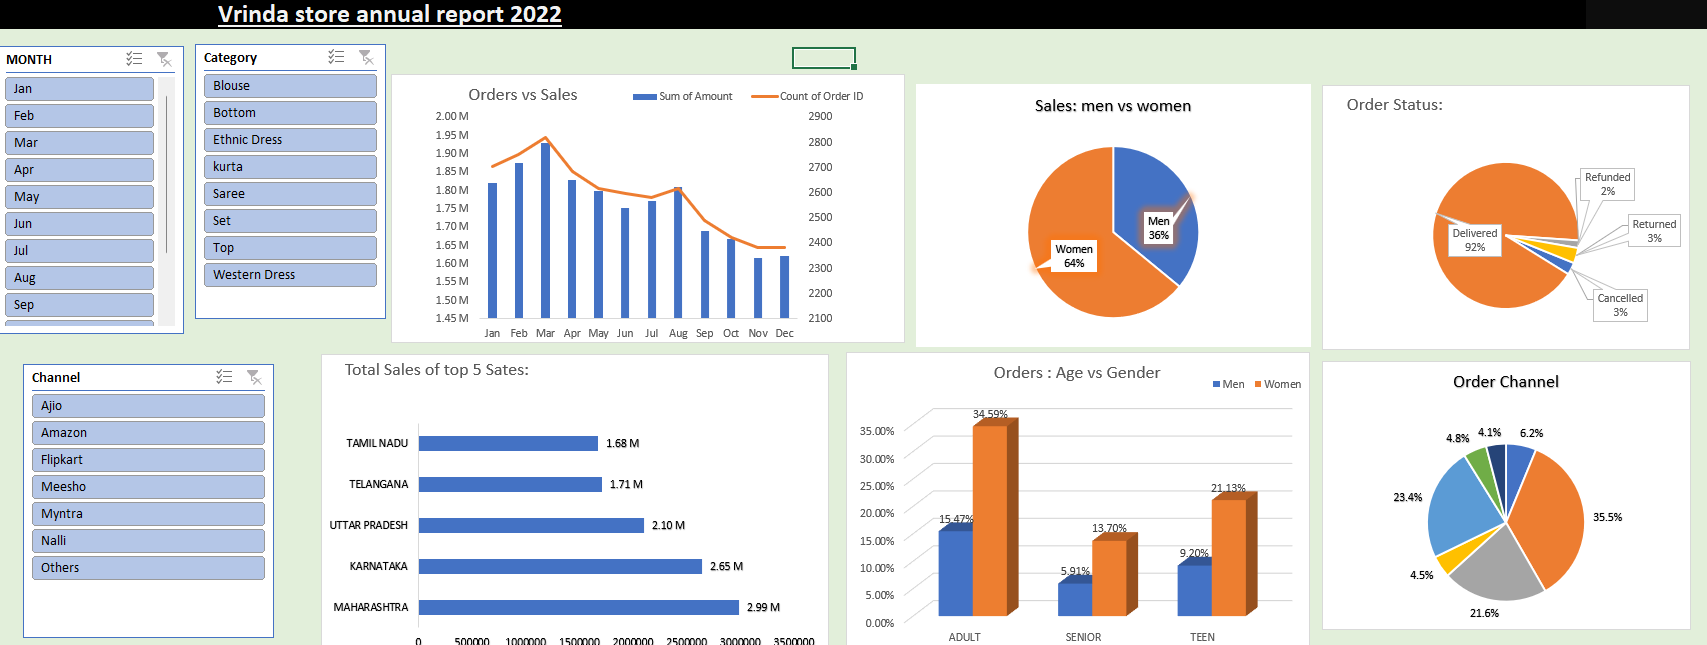 Vrinda store annual report 2022
MONTH
Jan
Feb
Mar
Apr
May
Jun
Jul
Aug
Sep
Category
Blouse
Bottom
Ethnic Dress
kurta
Saree
Set
Top
Western Dress
Orders vs Sales
Sum of Amount
Count of Order ID
2.00 M
1.95 M
1.90 M
1.85 M
1.80 M
1.75 M
1.70 M
1.65 M
1.60 M
1.55 M
1.50 M
1.45 M
2900
2800
2700
2600
2500
2400
2300
2200
2100
Jan Feb Mar Apr May Jun Jul Aug Sep Oct Nov Dec
Sales: men vs women
Men
36%
Women
64%
Order Status:
Refunded
2%
Returned
3%
Delivered
92%
Cancelled
3%
Channel
Ajio
Amazon
Flipkart
Meesho
Myntra
Nalli
Others
Total Sales of top 5 Sates:
TAMIL NADU 1.68 M
TELANGANA 1.71 M
UTTAR PRADESH 2.10 M
KARNATAKA 2.65 M
MAHARASHTRA 2.99 M
0 500000 1000000 1500000 2000000 2500000 3000000 3500000
Orders : Age vs Gender
Men Women
35.00%
30.00%
25.00%
20.00%
15.00%
10.00%
5.00%
0.00%
15.47%
34.59%
5.91%
13.70%
9.20%
21.13%
ADULT SENIOR TEEN
Order Channel
4.8% 4.1% 6.2%
23.4%
35.5%
4.5%
21.6%